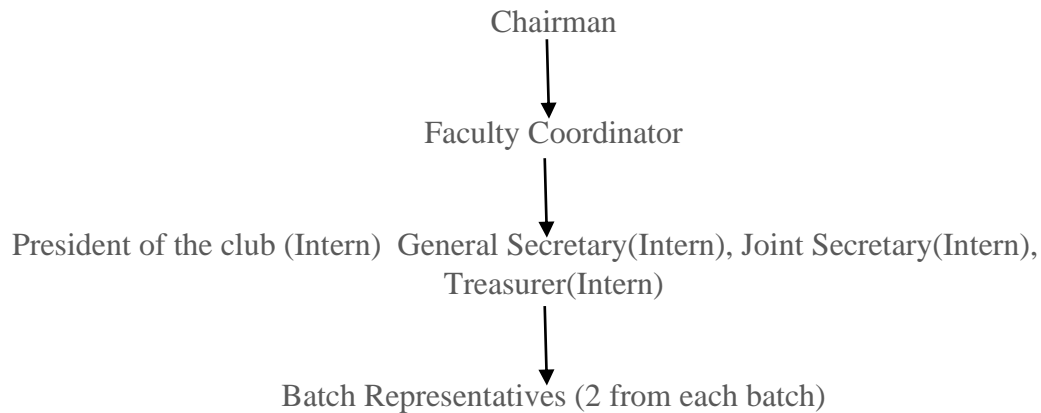 Chairman
Faculty Coordinator
President of the club (Intern)  General Secretary(Intern), Joint Secretary(Intern),
Treasurer(Intern)
Batch Representatives (2 from each batch)